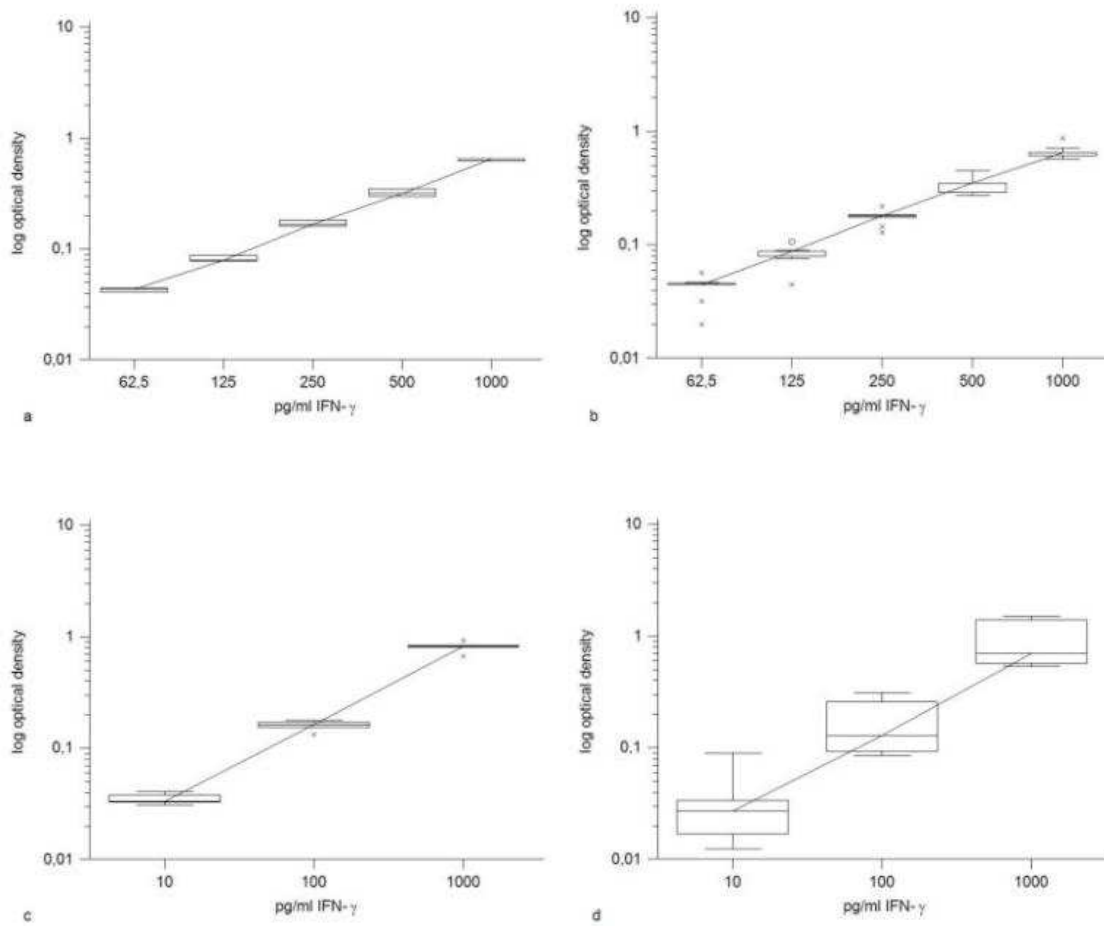 10
1
0,1
0,01
log optical density
62,5 125 250 500 1000
pg/ml IFN- γ
a
10
1
0,1
0,01
log optical density
62,5 125 250 500 1000
pg/ml IFN- γ
b
10
1
0,1
0,01
log optical density
10 100 1000
pg/ml IFN- γ
c
10
1
0,1
0,01
log optical density
10 100 1000
pg/ml IFN- γ
d